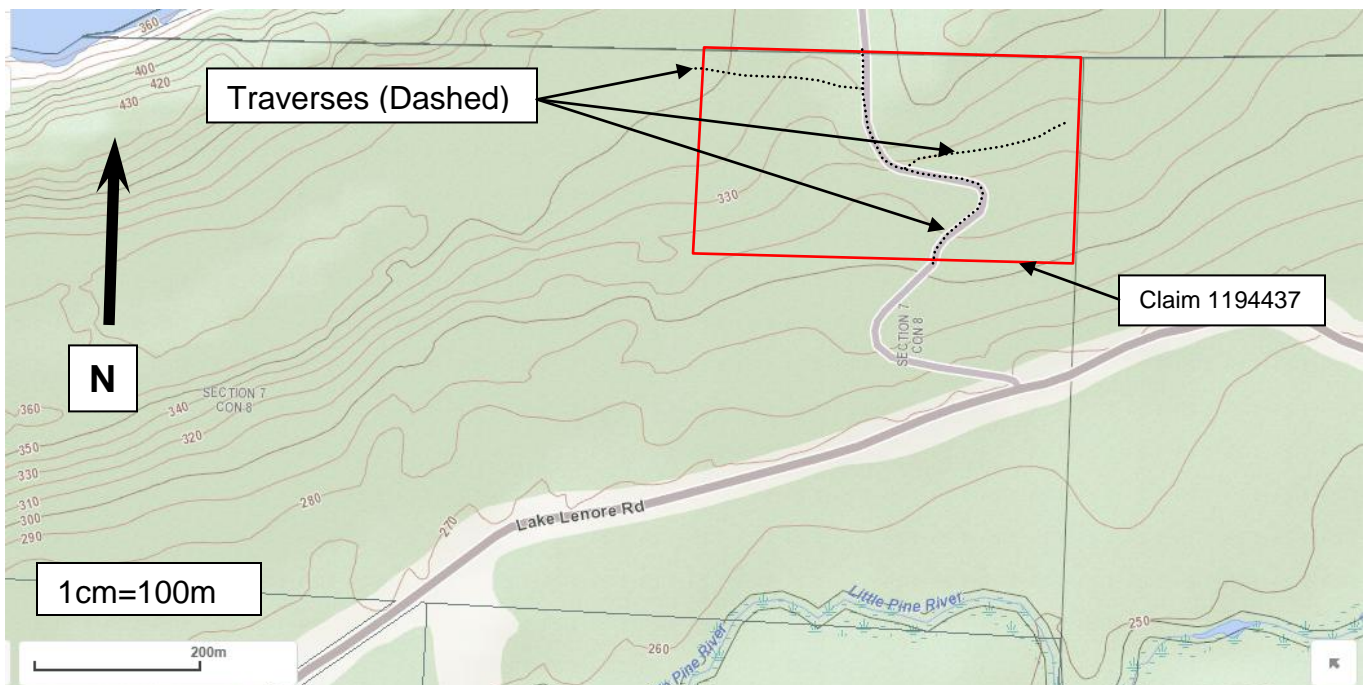 360
400
420
430
Traverses (Dashed)
330
Claim 1194437
N
SECTION 7
CON 8
SECTION 7
CON 8
360
340
320
350
330
310
300
290
280
270
Lake Lenore Rd
1cm=100m
Little Pine River
Pine River
250
260
200m